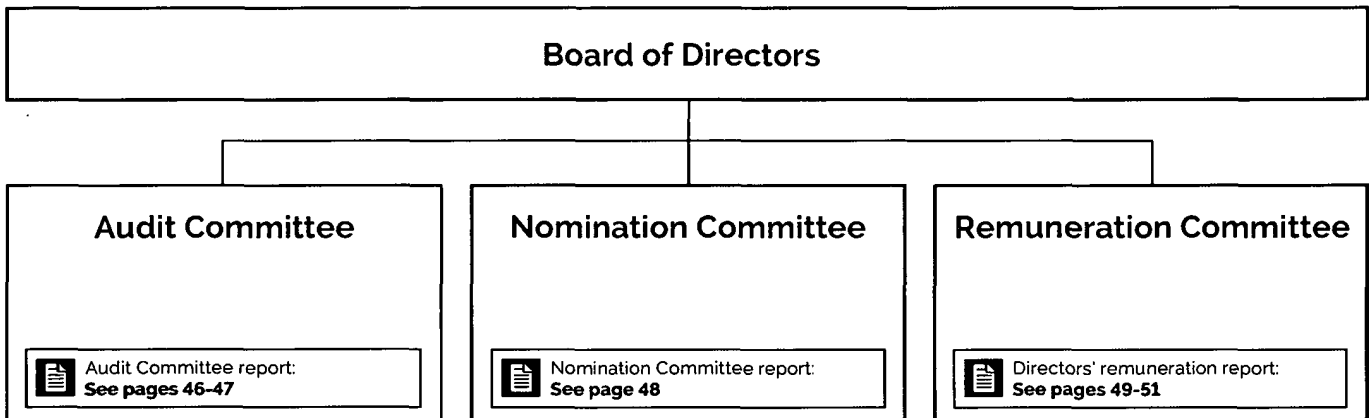 Board of Directors
Audit Committee
Nomination Committee
Remuneration Committee
Audit Committee report:
See pages 46-47
Nomination Committee report:
See page 48
Directors' remuneration report:
See pages 49-51